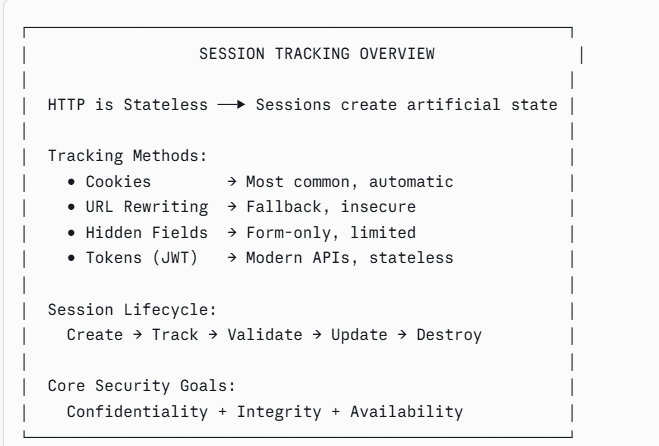 SESSION TRACKING OVERVIEW
HTTP is Stateless ──▶ Sessions create artificial state
Tracking Methods:
• Cookies → Most common, automatic
• URL Rewriting → Fallback, insecure
• Hidden Fields → Form-only, limited
• Tokens (JWT) → Modern APIs, stateless
Session Lifecycle:
Create → Track → Validate → Update → Destroy
Core Security Goals:
Confidentiality + Integrity + Availability